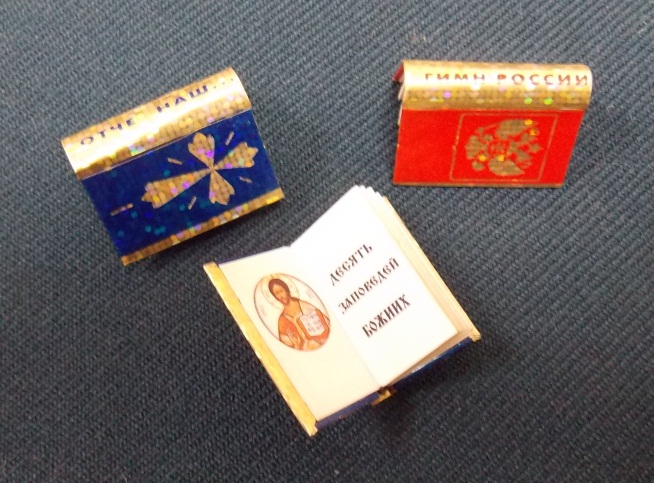 ОТЧЕ НАШ...
ГИМН РОССИИ
ДЕСЯТЬ
ЗАПОВЕДЕЙ
БОЖИИХ